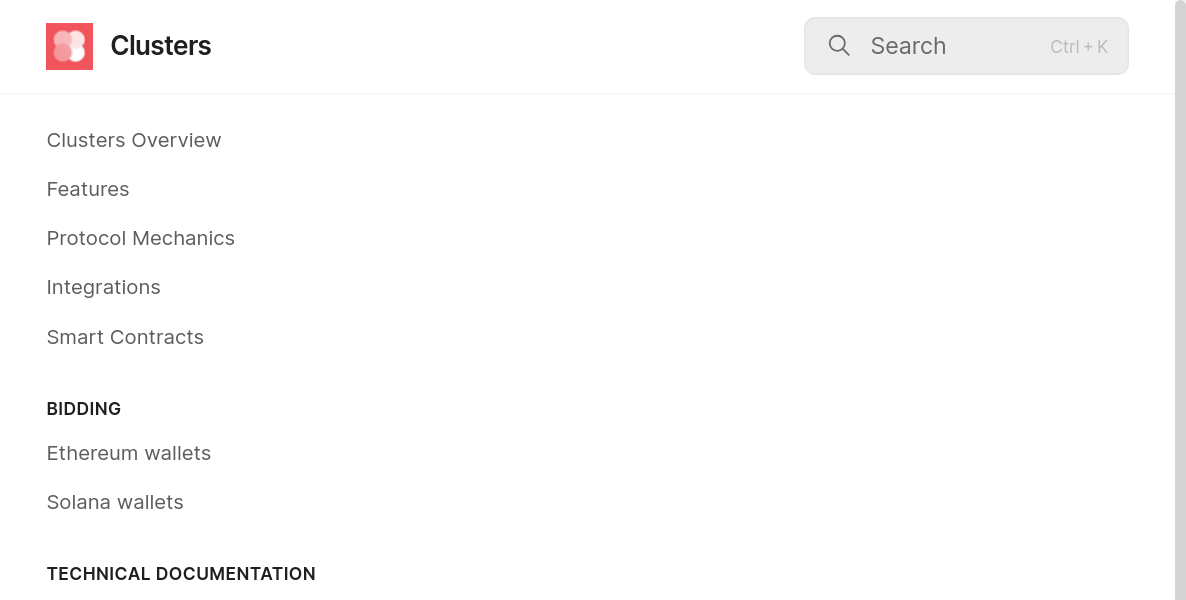 Clusters
Search
Ctrl + K
Clusters Overview
Features
Protocol Mechanics
Integrations
Smart Contracts
BIDDING
Ethereum wallets
Solana wallets
TECHNICAL DOCUMENTATION